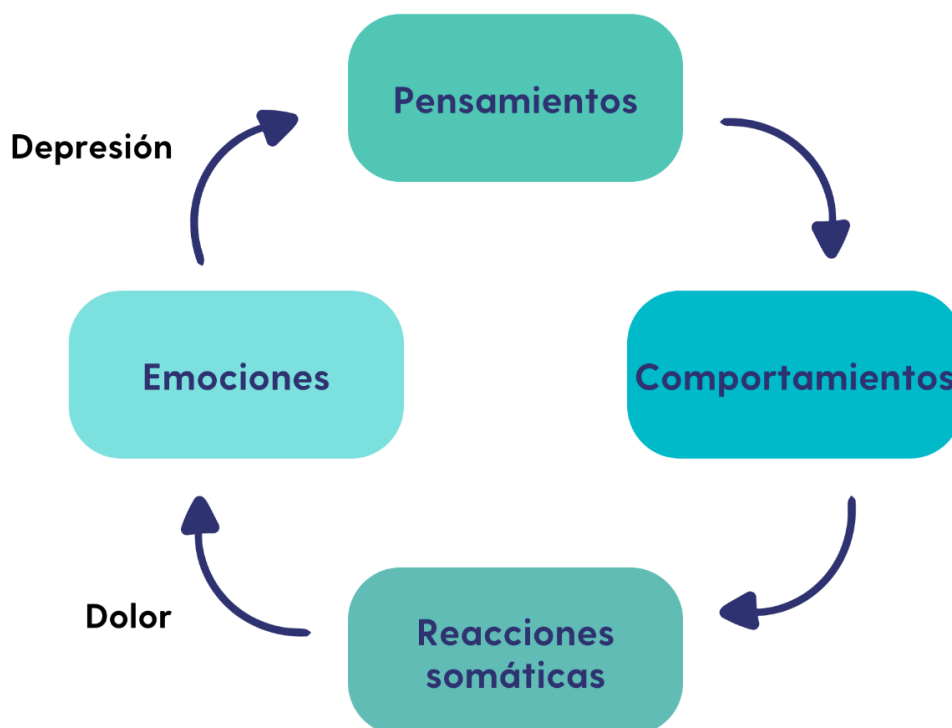 Pensamientos
Depresión
Emociones
Comportamientos
Dolor
Reacciones
somáticas